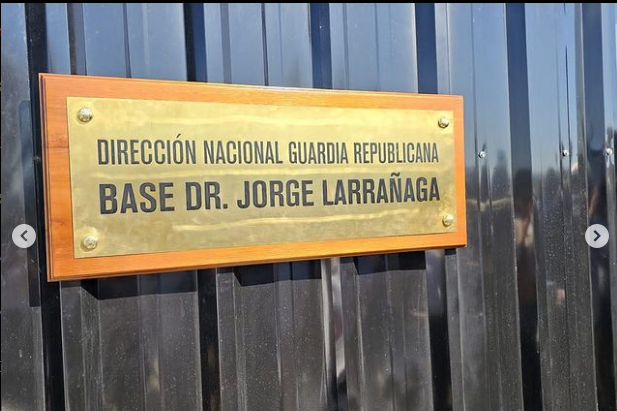 DIRECCIÓN NACIONAL GUARDIA REPUBLICANA
BASE DR. JORGE LARRAÑAGA